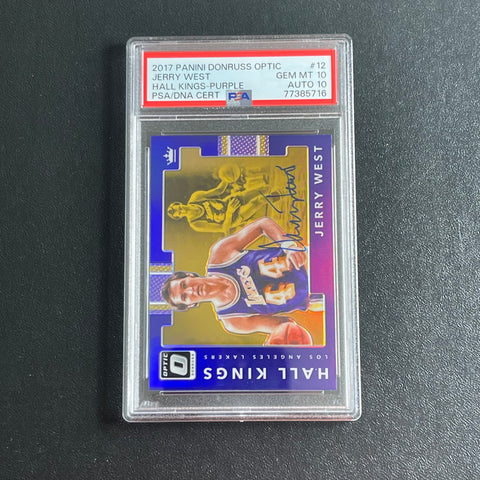 2017 PANINI DONRUSS OPTIC #12
JERRY WEST GEM MT 10
HALL KINGS-PURPLE AUTO 10
PSA/DNA CERT PSA 77385716
JERRY WEST
44
HALL KINGS
LOS ANGELES LAKERS
OPTIC